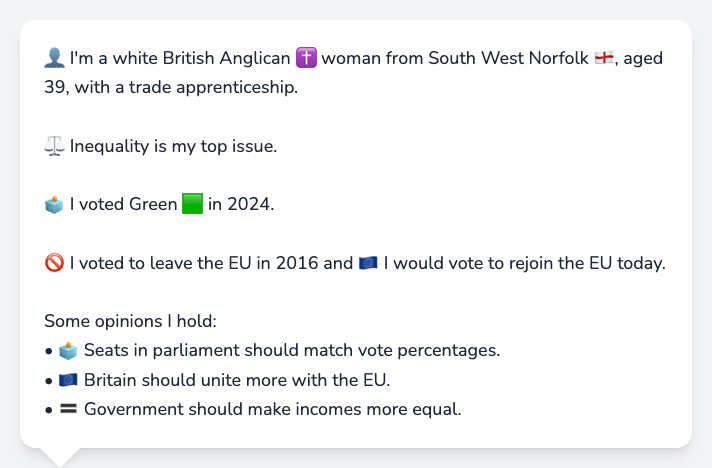 👤 I'm a white British Anglican ✝️ woman from South West Norfolk 🏴󠁧󠁢󠁥󠁮󠁧󠁿, aged
39, with a trade apprenticeship.
⚖️ Inequality is my top issue.
🗳️ I voted Green 🟩 in 2024.
🚫 I voted to leave the EU in 2016 and 🇪🇺 I would vote to rejoin the EU today.
Some opinions I hold:
• 🗳️ Seats in parliament should match vote percentages.
• 🇪🇺 Britain should unite more with the EU.
• 🟰 Government should make incomes more equal.